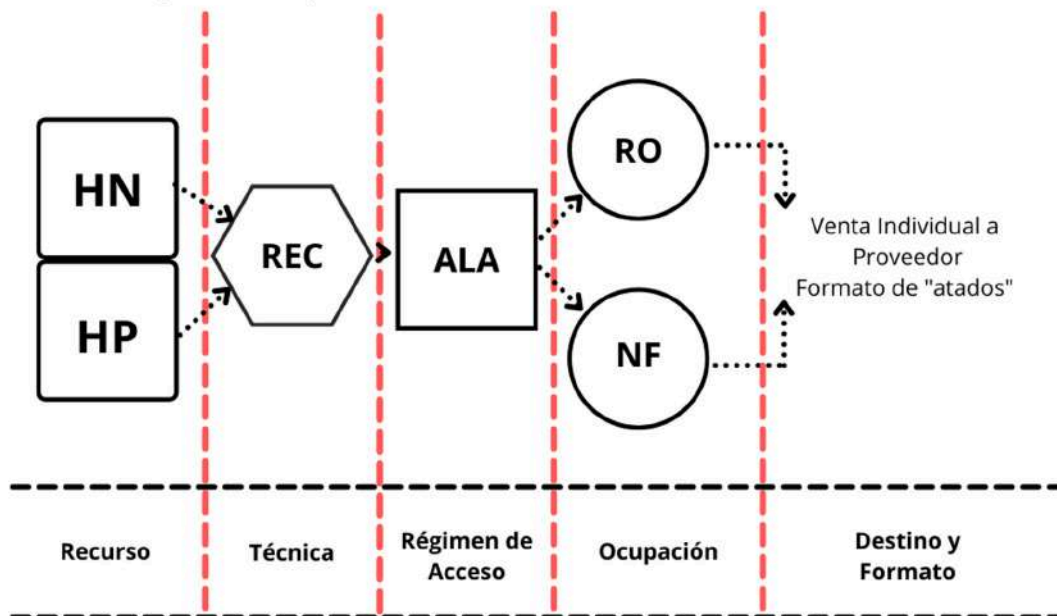 HN
HP
REC
ALA
RO
NF
Venta Individual a
Proveedor
Formato de "atados"
Recurso
Técnica
Régimen de
Acceso
Ocupación
Destino y
Formato